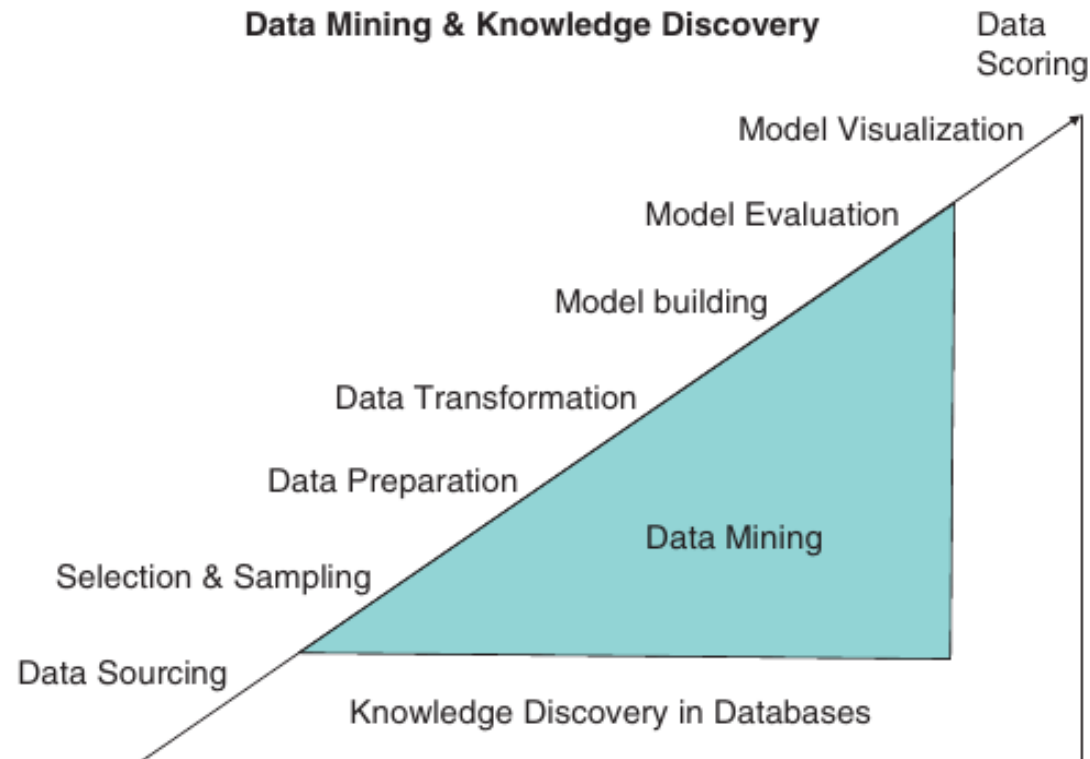 Data Mining & Knowledge Discovery
Data
Scoring
Model Visualization
Model Evaluation
Model building
Data Transformation
Data Preparation
Data Mining
Selection & Sampling
Data Sourcing
Knowledge Discovery in Databases